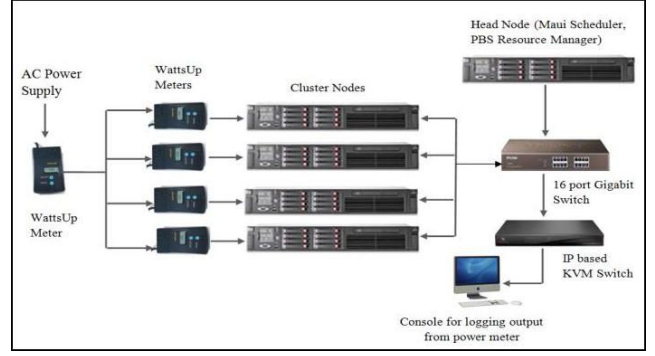 Head Node (Maui Scheduler,
PBS Resource Manager)
AC Power
Supply
WattsUp
Meters
Cluster Nodes
16 port Gigabit
Switch
WattsUp
Meter
IP based
KVM Switch
Console for logging output
from power meter